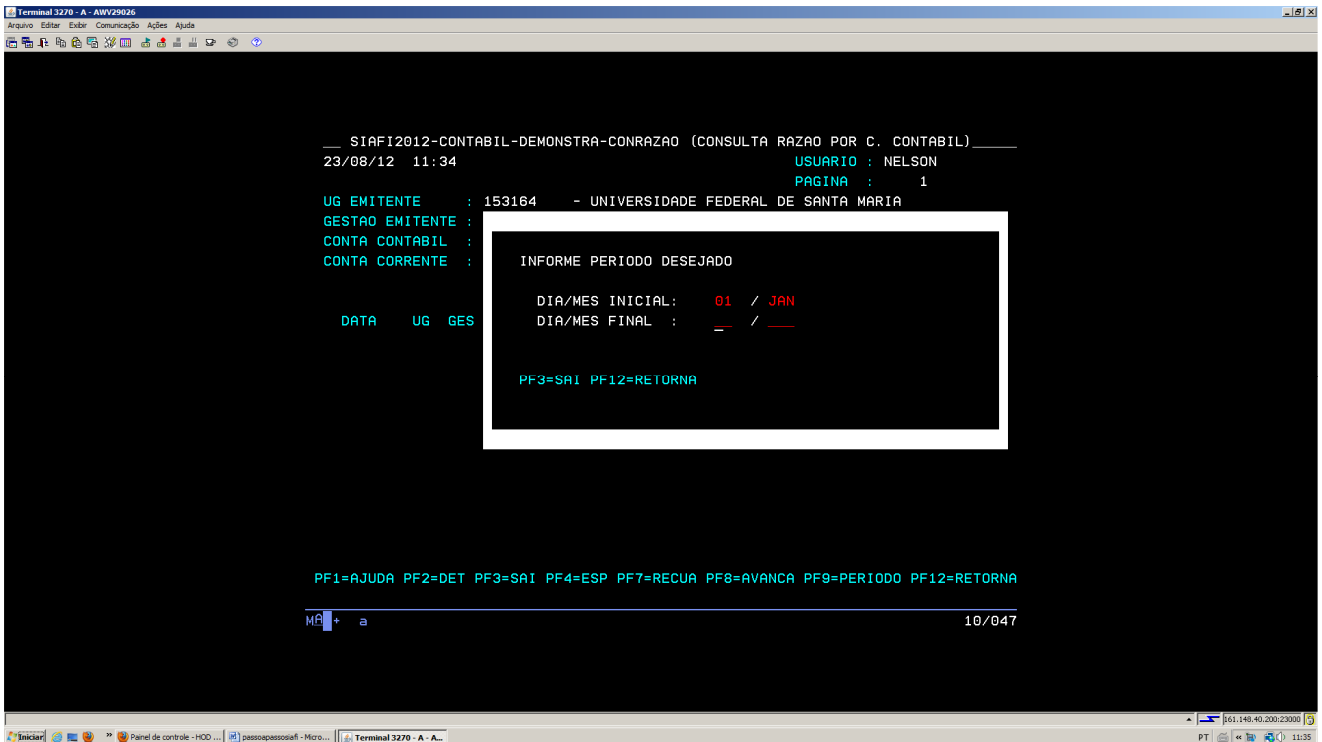 Terminal 3270 - A - AWV29026
Arquivo Editar Exibir Comunicação Ações Ajuda
__ SIAFI2012-CONTABIL-DEMONSTRA-CONRAZAO (CONSULTA RAZAO POR C. CONTABIL)_____
23/08/12 11:34 USUARIO : NELSON
PAGINA : 1
UG EMITENTE : 153164 - UNIVERSIDADE FEDERAL DE SANTA MARIA
GESTAO EMITENTE :
CONTA CONTABIL :
CONTA CORRENTE : INFORME PERIODO DESEJADO
DIA/MES INICIAL: 01 / JAN
DATA UG GES DIA/MES FINAL : __ / ___
PF3=SAI PF12=RETORNA
PF1=AJUDA PF2=DET PF3=SAI PF4=ESP PF7=RECUA PF8=AVANCA PF9=PERIODO PF12=RETORNA
MA + a 10/047
161.148.40.200:23000
Iniciar » Painel de controle - HOD ... passoapassosiafi - Micro... Terminal 3270 - A - A... PT « 11:35